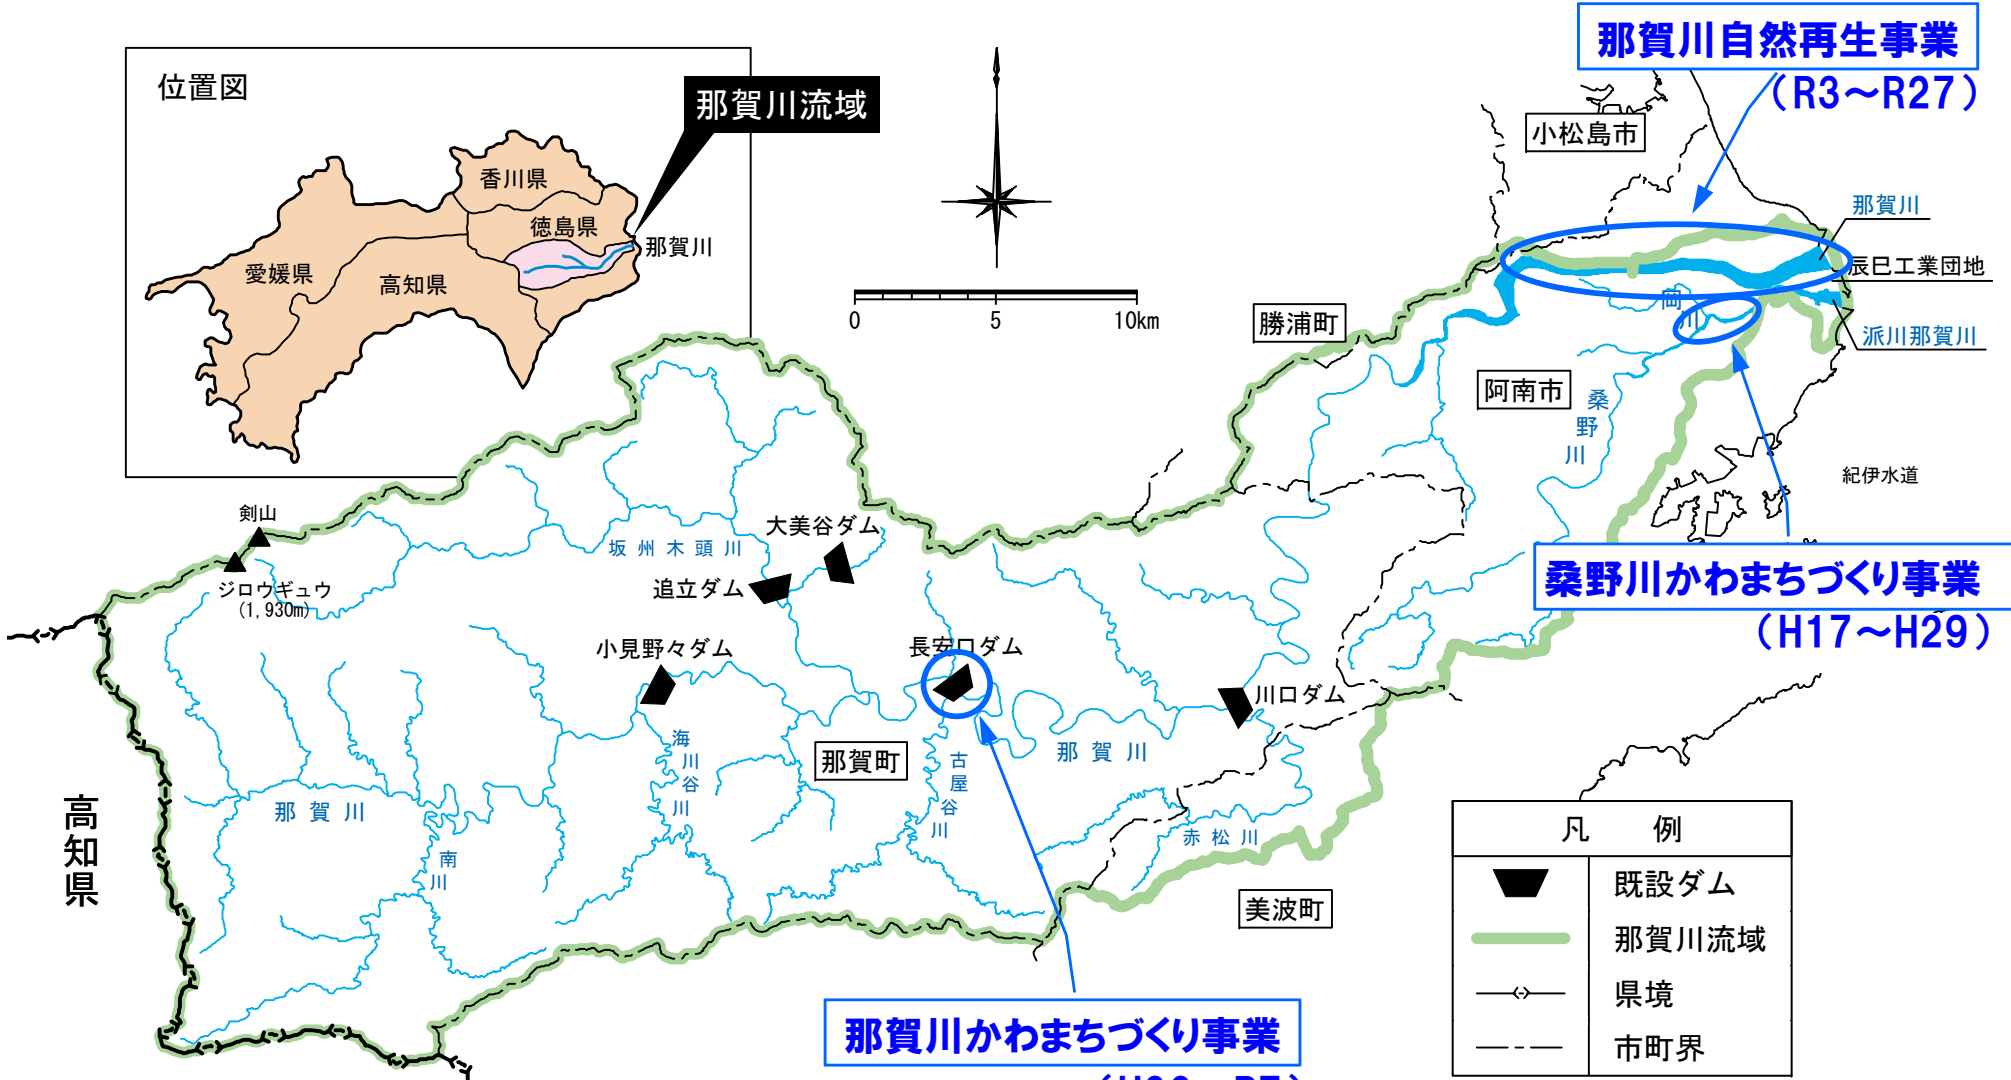 位置図
那賀川流域
香川県
徳島県
愛媛県
高知県
那賀川
0 5 10km
那賀川自然再生事業
（R3～R27）
小松島市
那賀川
辰巳工業団地
派川那賀川
岡川
勝浦町
阿南市
桑野川
紀伊水道
桑野川かわまちづくり事業
（H17～H29）
剣山
ジロウギュウ
(1,930m)
坂州木頭川
大美谷ダム
追立ダム
小見野々ダム
長安口ダム
川口ダム
那賀町
海川谷川
古屋谷川
那賀川
那賀川
南川
赤松川
美波町
高知県
那賀川かわまちづくり事業
凡例
既設ダム
那賀川流域
県境
市町界